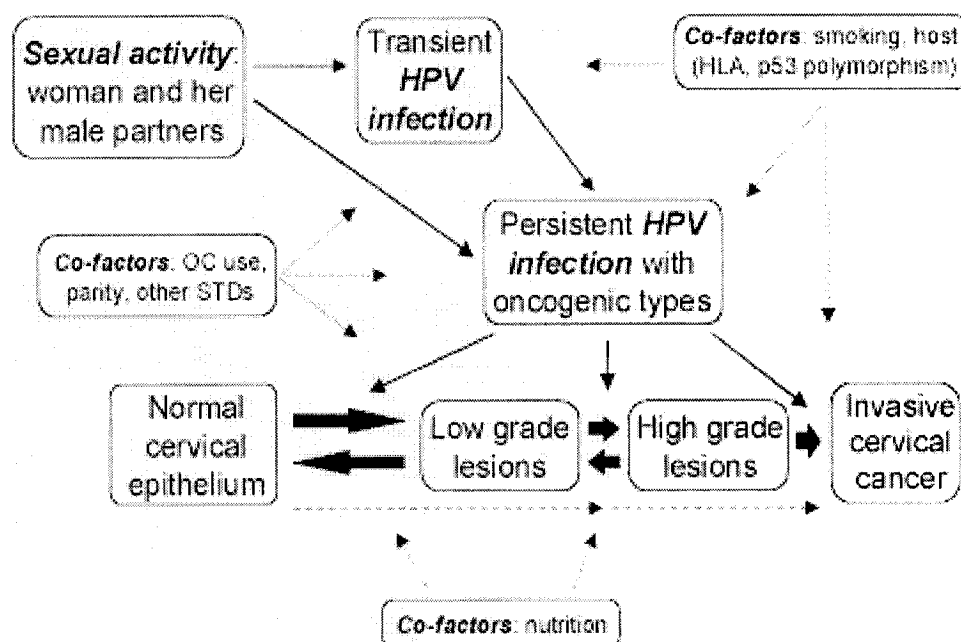 Sexual activity:
woman and her
male partners
Transient
HPV
infection
Co-factors: smoking, host
(HLA, p53 polymorphism)
Co-factors: OC use,
parity, other STDs
Persistent HPV
infection with
oncogenic types
Normal
cervical
epithelium
Low grade
lesions
High grade
lesions
Invasive
cervical
cancer
Co-factors: nutrition